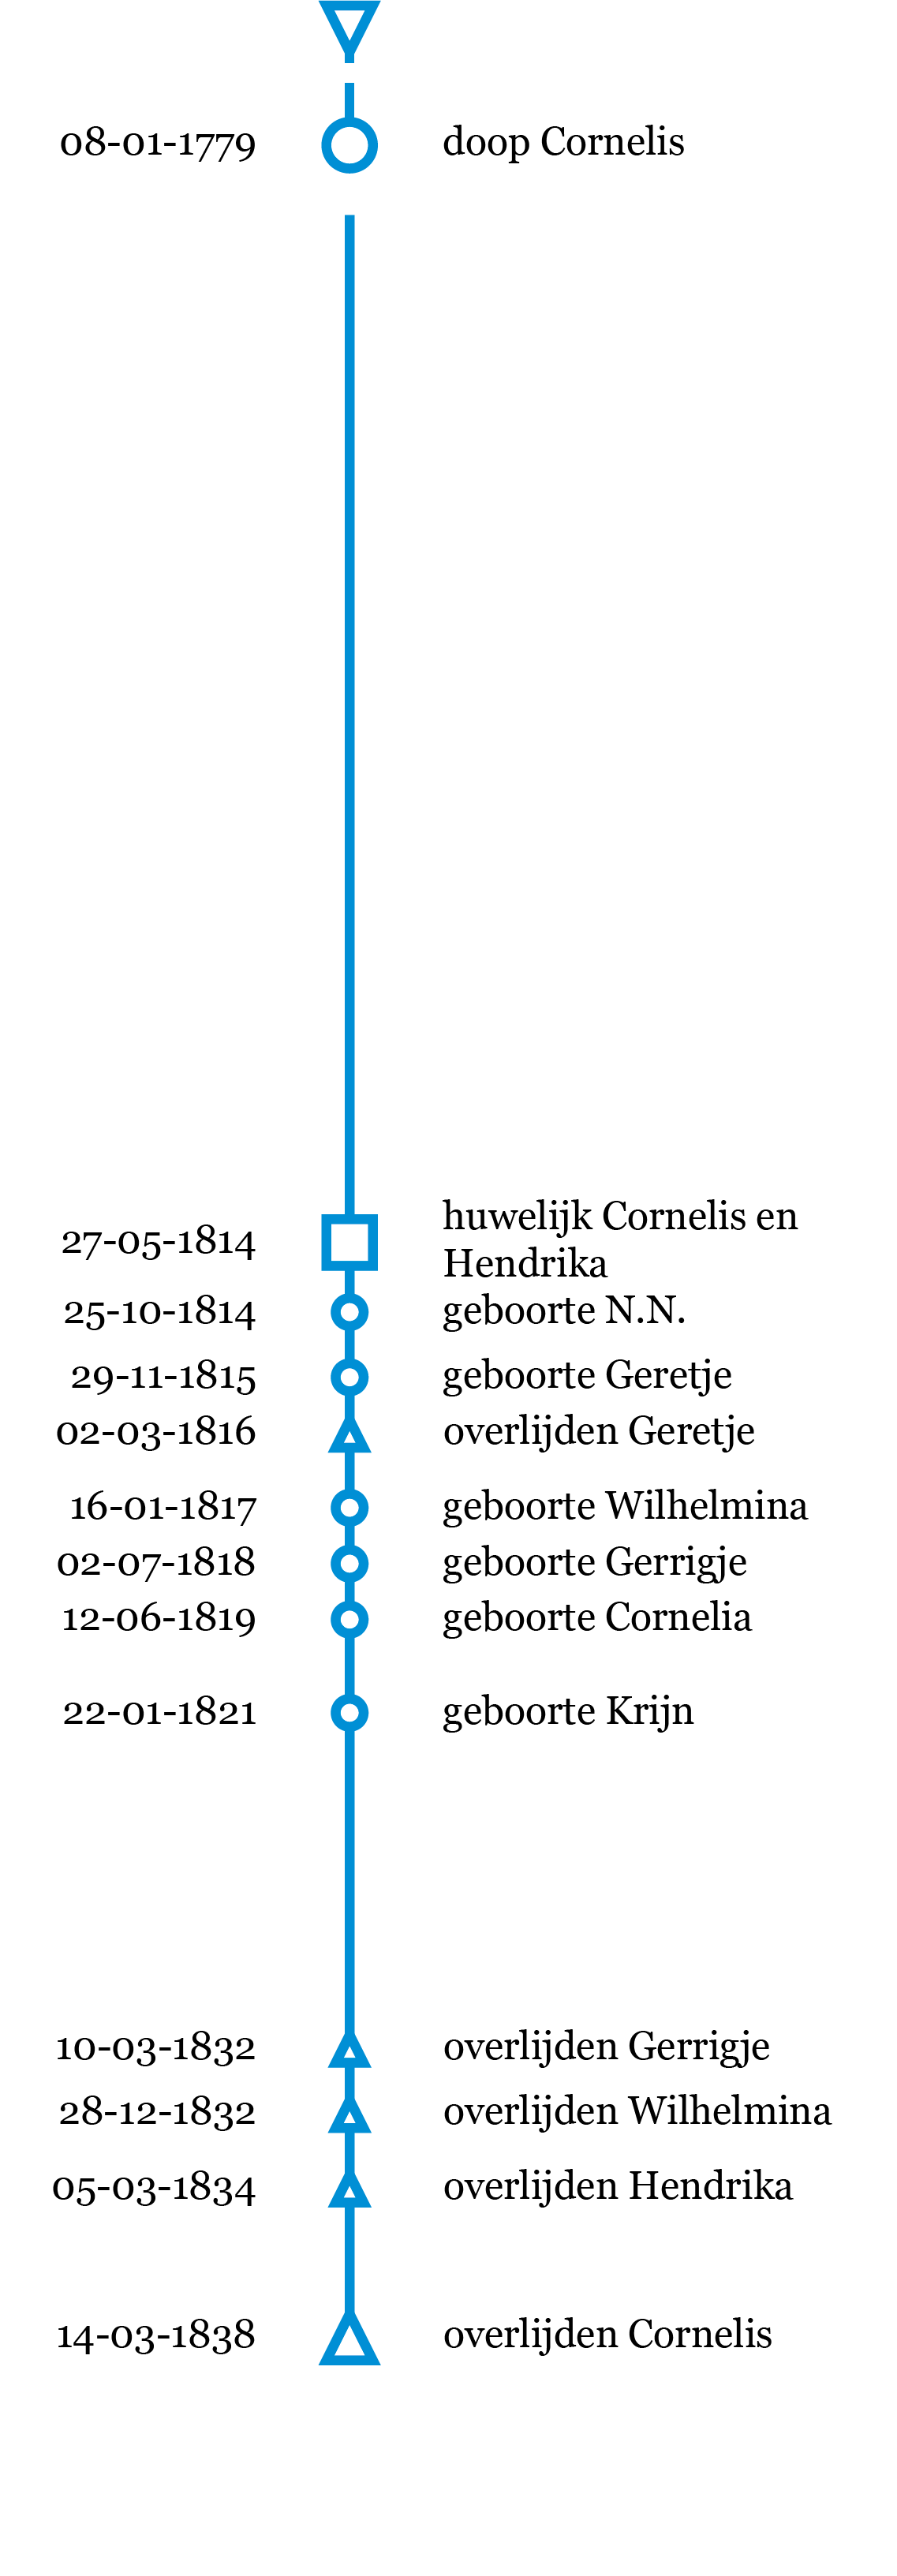 08-01-1779 doop Cornelis
27-05-1814 huwelijk Cornelis en
Hendrika
25-10-1814 geboorte N.N.
29-11-1815 geboorte Geretje
02-03-1816 overlijden Geretje
16-01-1817 geboorte Wilhelmina
02-07-1818 geboorte Gerrigje
12-06-1819 geboorte Cornelia
22-01-1821 geboorte Krijn
10-03-1832 overlijden Gerrigje
28-12-1832 overlijden Wilhelmina
05-03-1834 overlijden Hendrika
14-03-1838 overlijden Cornelis